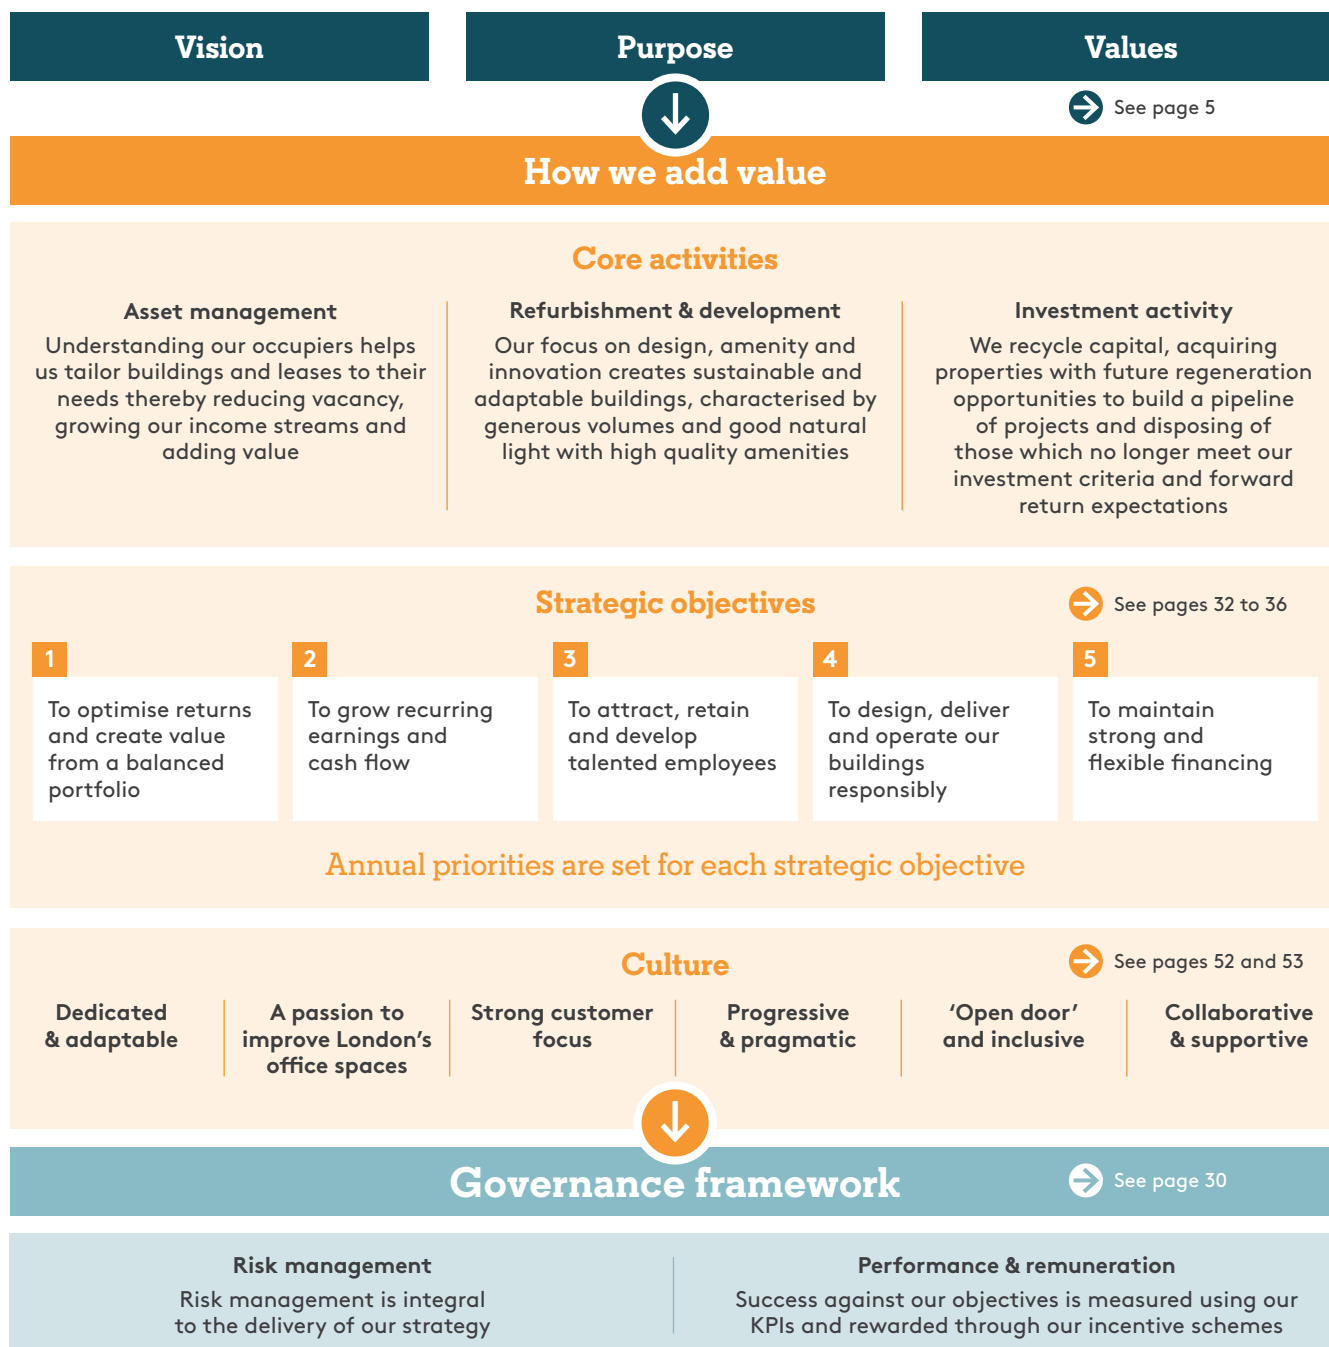 Vision
Purpose
Values
See page 5
How we add value
Core activities
Asset management
Understanding our occupiers helps
us tailor buildings and leases to their
needs thereby reducing vacancy,
growing our income streams and
adding value
Refurbishment & development
Our focus on design, amenity and
innovation creates sustainable and
adaptable buildings, characterised by
generous volumes and good natural
light with high quality amenities
Investment activity
We recycle capital, acquiring
properties with future regeneration
opportunities to build a pipeline
of projects and disposing of
those which no longer meet our
investment criteria and forward
return expectations
Strategic objectives
See pages 32 to 36
1
To optimise returns
and create value
from a balanced
portfolio
2
To grow recurring
earnings and
cash flow
3
To attract, retain
and develop
talented employees
4
To design, deliver
and operate our
buildings
responsibly
5
To maintain
strong and
flexible financing
Annual priorities are set for each strategic objective
Culture
See pages 52 and 53
Dedicated
& adaptable
A passion to
improve London’s
office spaces
Strong customer
focus
Progressive
& pragmatic
‘Open door’
and inclusive
Collaborative
& supportive
Governance framework
See page 30
Risk management
Risk management is integral
to the delivery of our strategy
Performance & remuneration
Success against our objectives is measured using our
KPIs and rewarded through our incentive schemes